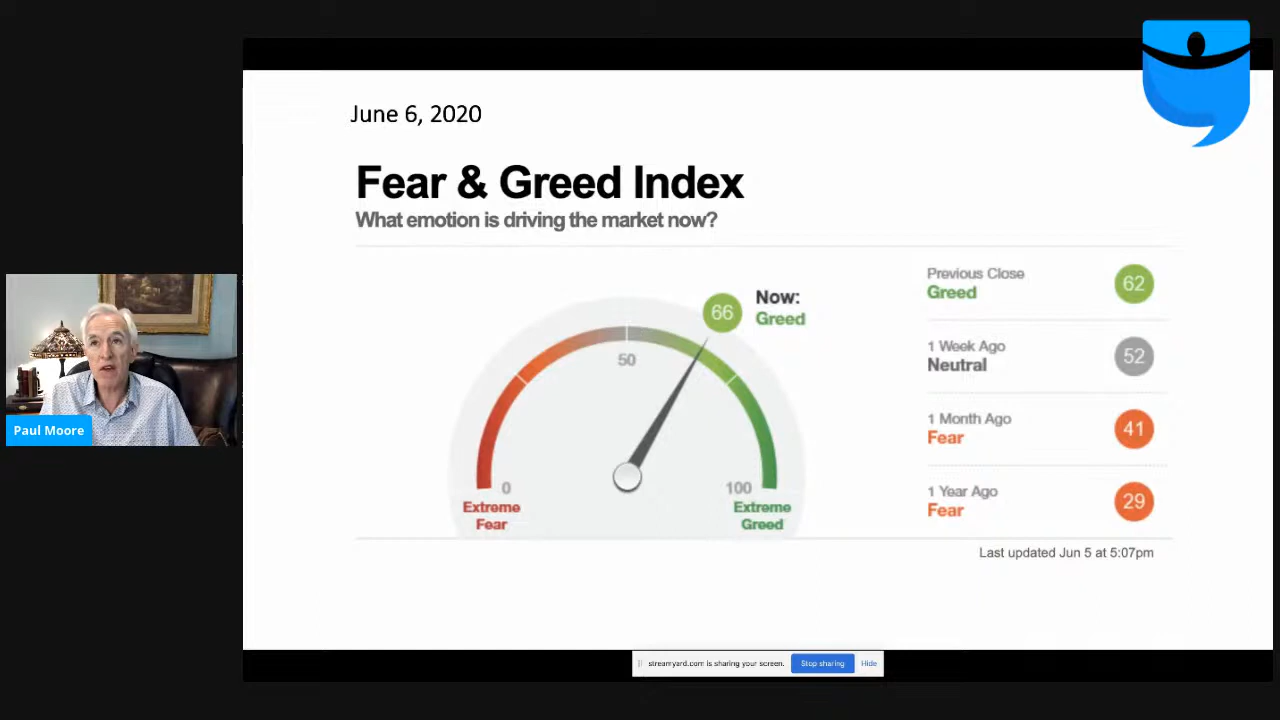 June 6, 2020
Fear & Greed Index
What emotion is driving the market now?
Now:
Greed
66
50
0
100
Extreme
Fear
Extreme
Greed
Previous Close
Greed
62
1 Week Ago
Neutral
52
1 Month Ago
Fear
41
1 Year Ago
Fear
29
Last updated Jun 5 at 5:07pm
Paul Moore
streamyard.com is sharing your screen.
Stop sharing
Hide